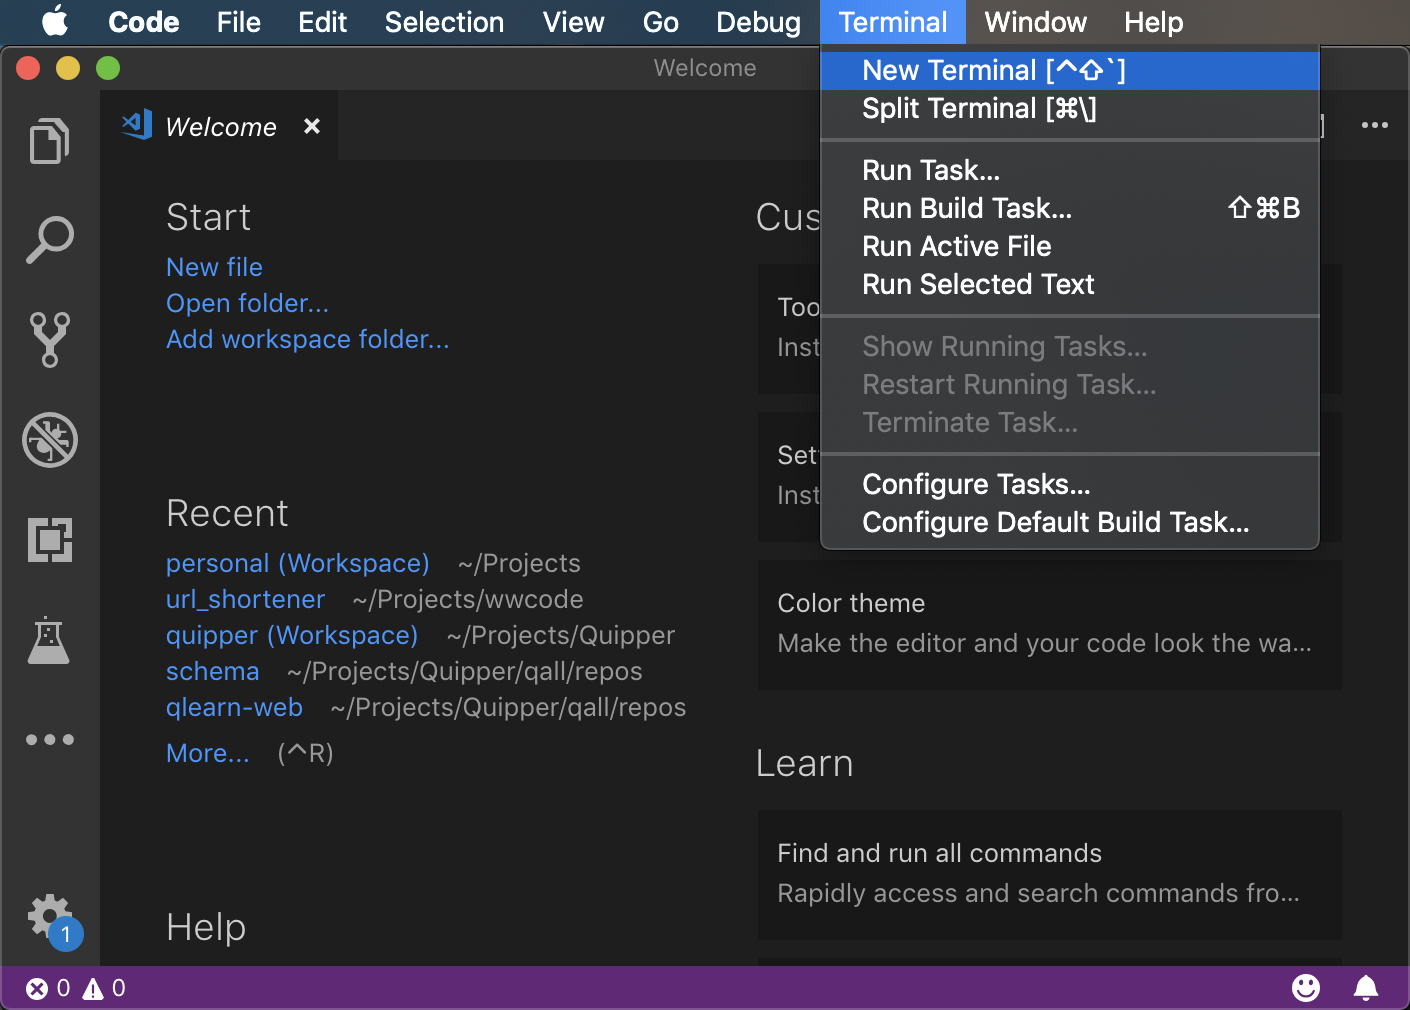 Code File Edit Selection View Go Debug Terminal Window Help
Welcome
New Terminal [^⇧`]
Split Terminal [⌘\]
Run Task...
Run Build Task... ⇧⌘B
Run Active File
Run Selected Text
Show Running Tasks...
Restart Running Task...
Terminate Task...
Configure Tasks...
Configure Default Build Task...
Welcome ×
Start
New file
Open folder...
Add workspace folder...
Recent
personal (Workspace) ~/Projects
url_shortener ~/Projects/wwcode
quipper (Workspace) ~/Projects/Quipper
schema ~/Projects/Quipper/qall/repos
qlearn-web ~/Projects/Quipper/qall/repos
More... (^R)
Help
Cus
Too
Inst
Set
Inst
Color theme
Make the editor and your code look the wa...
Learn
Find and run all commands
Rapidly access and search commands fro...
1
0 0